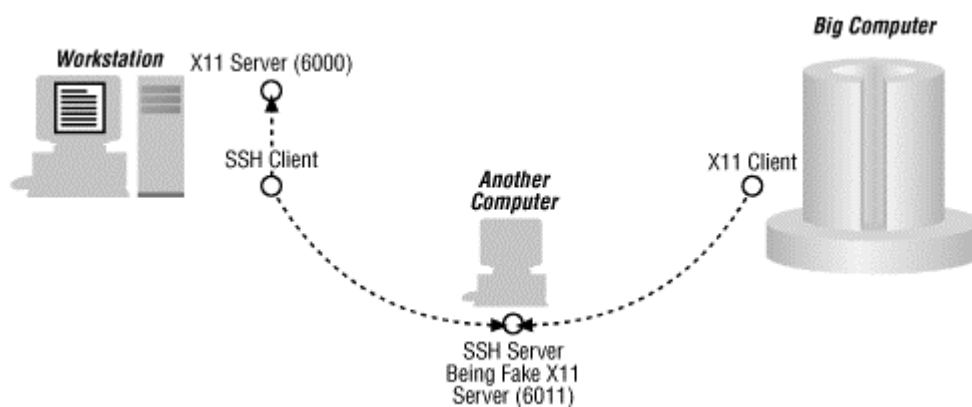 Big Computer
Workstation
X11 Server (6000)
SSH Client
X11 Client
Another
Computer
SSH Server
Being Fake X11
Server (6011)